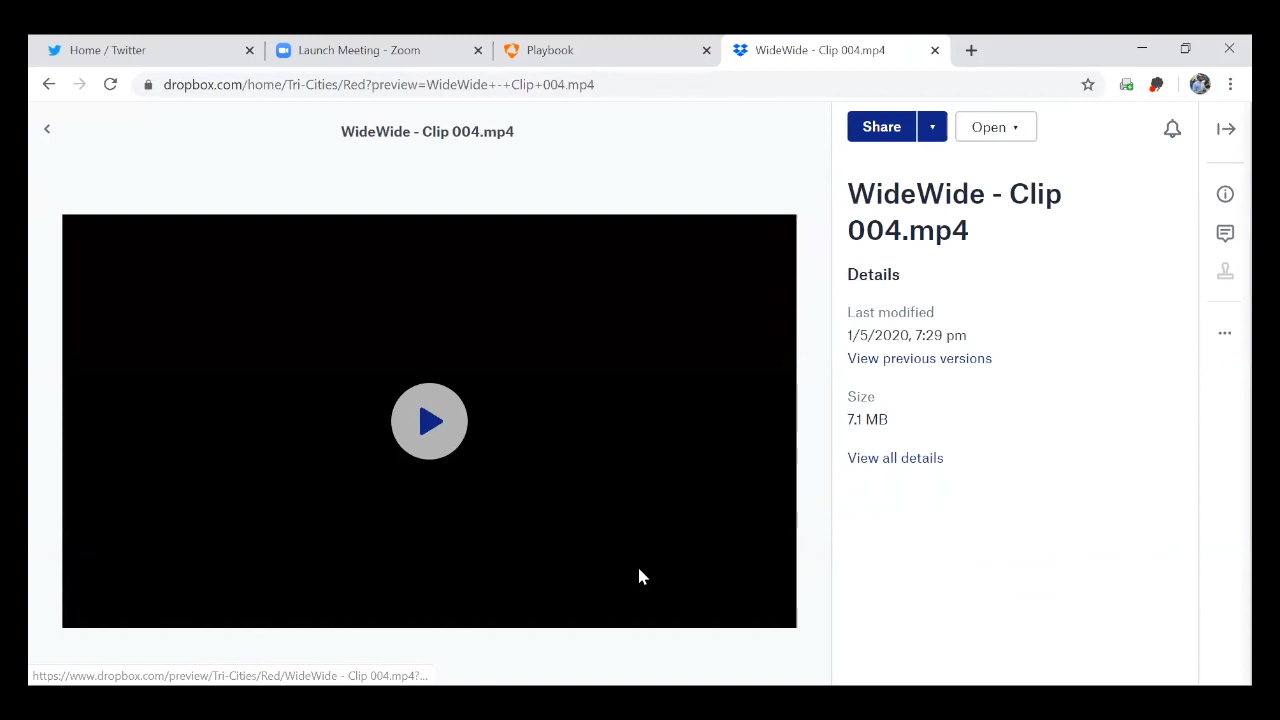 Home / Twitter
Launch Meeting - Zoom
Playbook
WideWide - Clip 004.mp4
dropbox.com/home/Tri-Cities/Red?preview=WideWide+-+Clip+004.mp4
WideWide - Clip 004.mp4
Share
Open
WideWide - Clip
004.mp4
Details
Last modified
1/5/2020, 7:29 pm
View previous versions
Size
7.1 MB
View all details
https://www.dropbox.com/preview/Tri-Cities/Red/WideWide - Clip 004.mp4?...